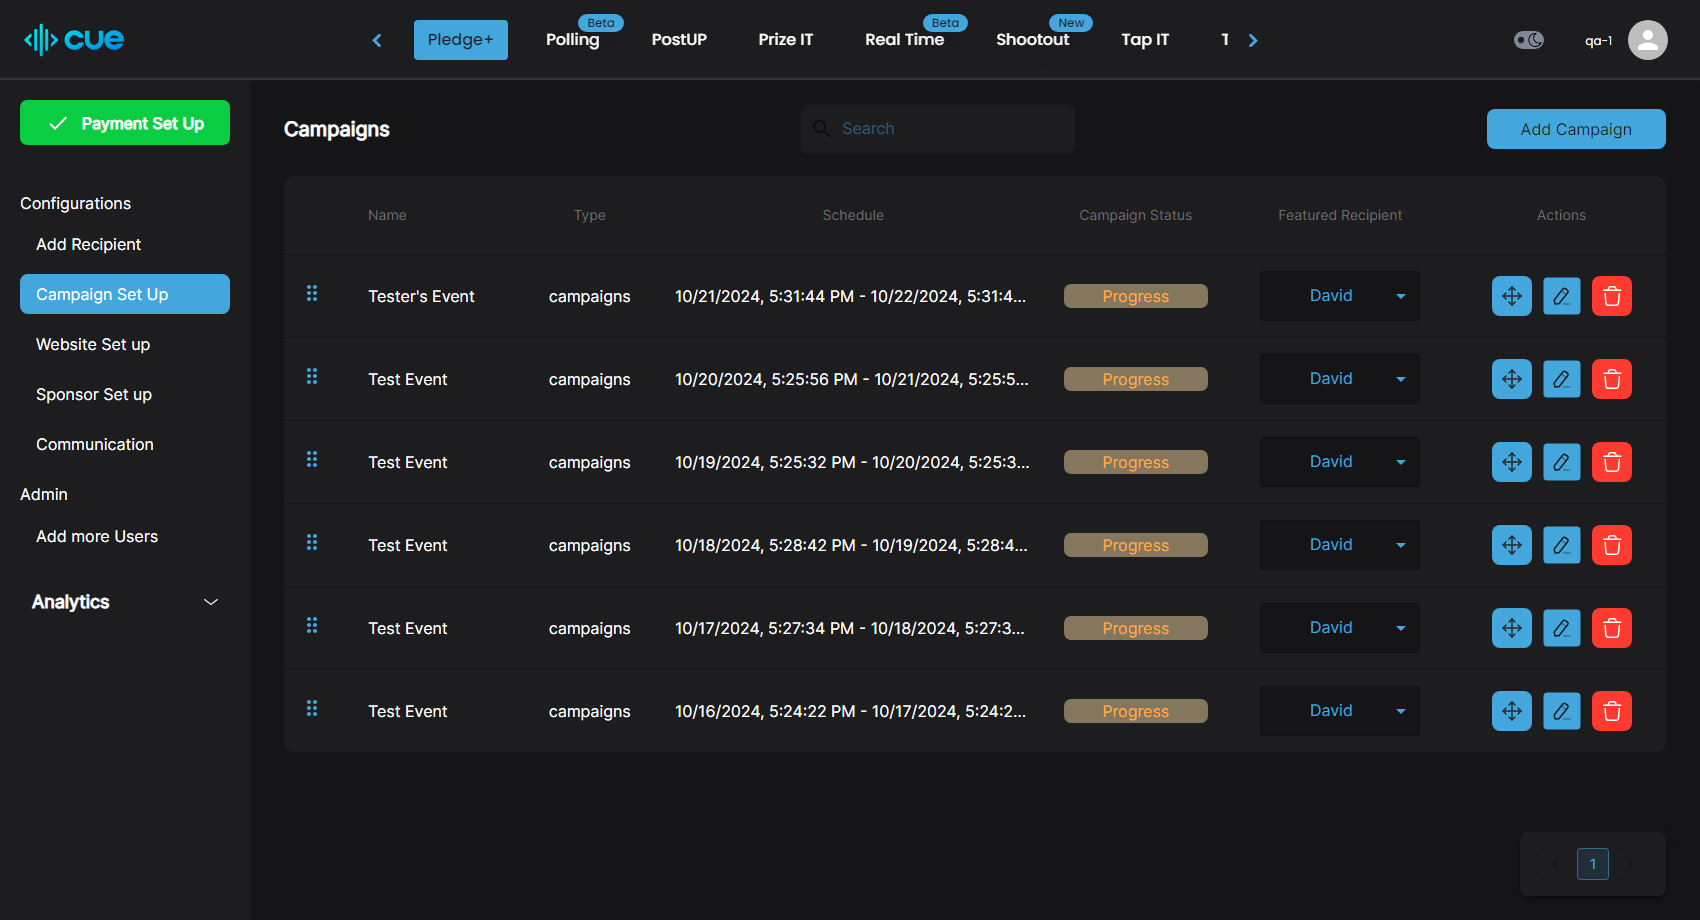 cue
Pledge+
Polling
Beta
PostUP
Prize IT
Real Time
Beta
Shootout
New
Tap IT
T
qa-1
Payment Set Up
Configurations
Add Recipient
Campaign Set Up
Website Set up
Sponsor Set up
Communication
Admin
Add more Users
Analytics
Campaigns
Search
Add Campaign
Name Type Schedule Campaign Status Featured Recipient Actions
Tester's Event campaigns 10/21/2024, 5:31:44 PM - 10/22/2024, 5:31:4... Progress David
Test Event campaigns 10/20/2024, 5:25:56 PM - 10/21/2024, 5:25:5... Progress David
Test Event campaigns 10/19/2024, 5:25:32 PM - 10/20/2024, 5:25:3... Progress David
Test Event campaigns 10/18/2024, 5:28:42 PM - 10/19/2024, 5:28:4... Progress David
Test Event campaigns 10/17/2024, 5:27:34 PM - 10/18/2024, 5:27:3... Progress David
Test Event campaigns 10/16/2024, 5:24:22 PM - 10/17/2024, 5:24:2... Progress David
1